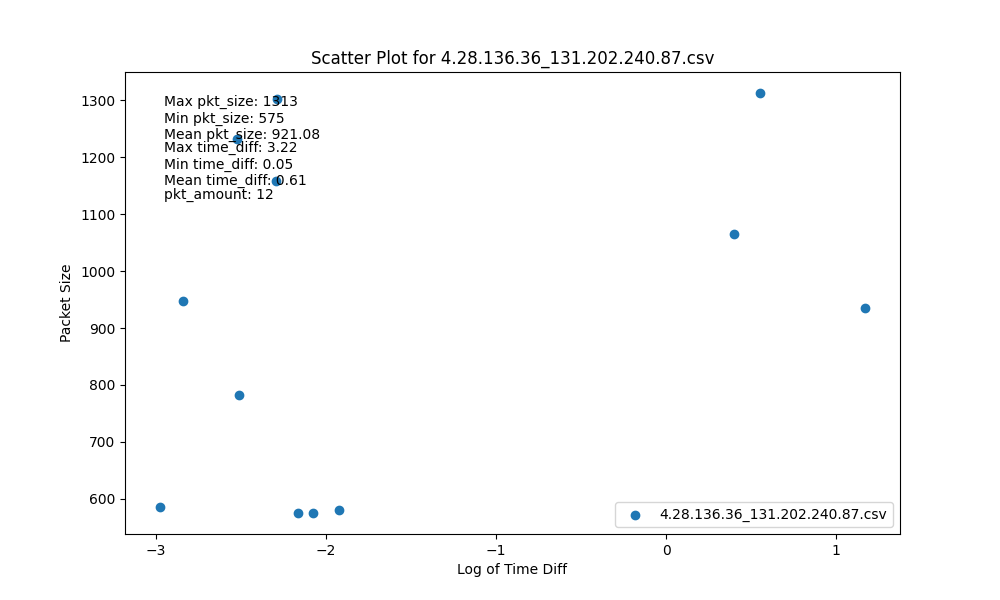 Scatter Plot for 4.28.136.36_131.202.240.87.csv
Max pkt_size: 1313
Min pkt_size: 575
Mean pkt_size: 921.08
Max time_diff: 3.22
Min time_diff: 0.05
Mean time_diff: 0.61
pkt_amount: 12
1300
1200
1100
1000
900
800
700
600
Packet Size
4.28.136.36_131.202.240.87.csv
−3
−2
−1
0
1
Log of Time Diff